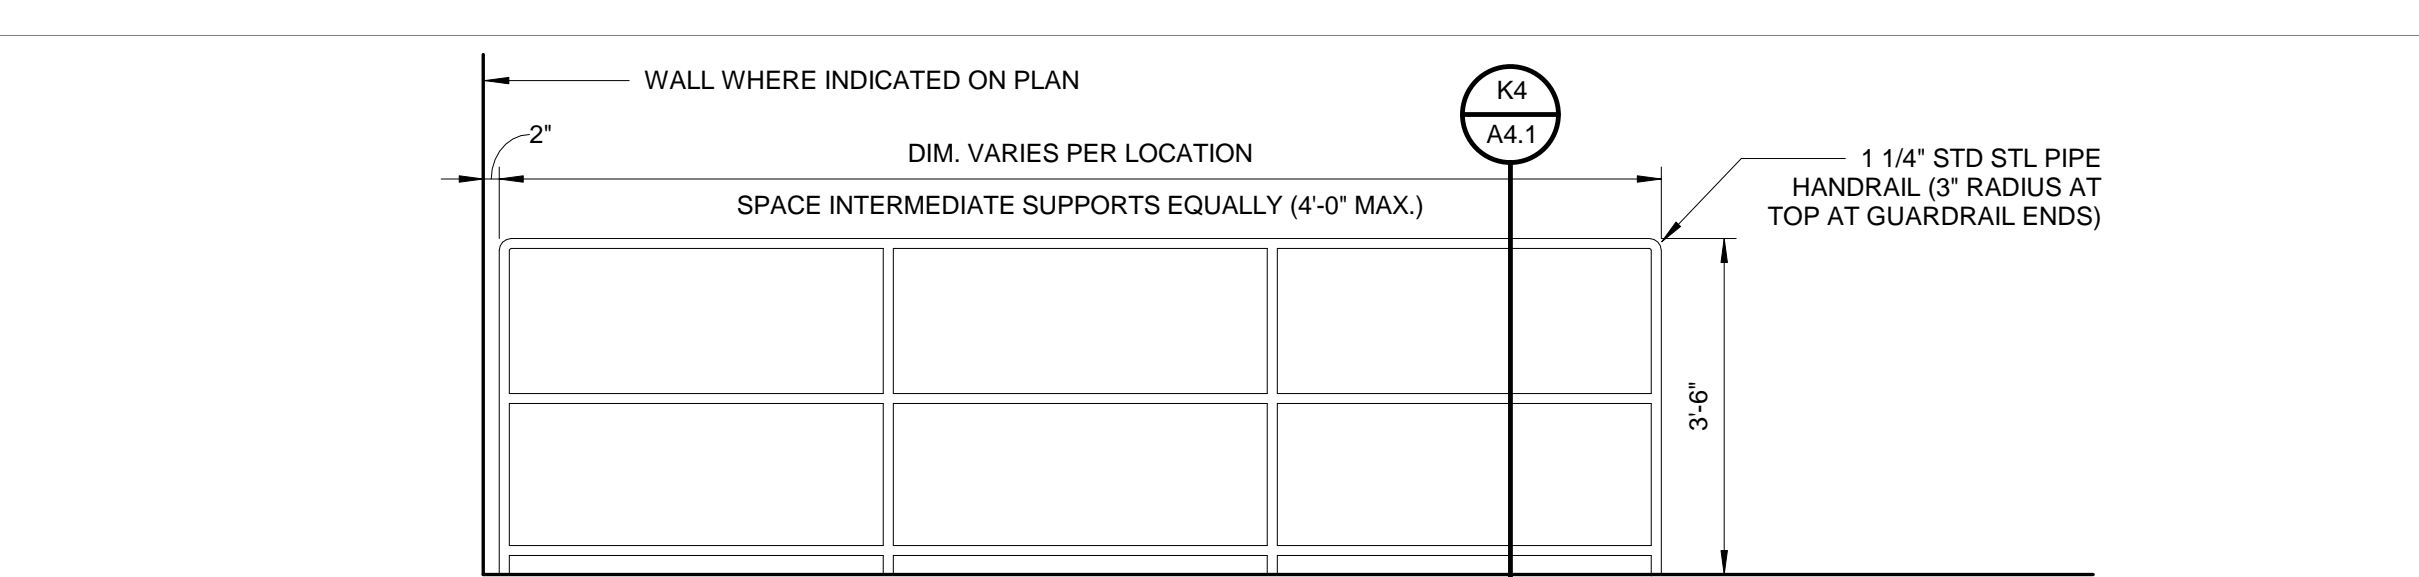 WALL WHERE INDICATED ON PLAN
K4
A4.1
2"
DIM. VARIES PER LOCATION
SPACE INTERMEDIATE SUPPORTS EQUALLY (4'-0" MAX.)
1 1/4" STD STL PIPE
HANDRAIL (3" RADIUS AT
TOP AT GUARDRAIL ENDS)
3'-6"